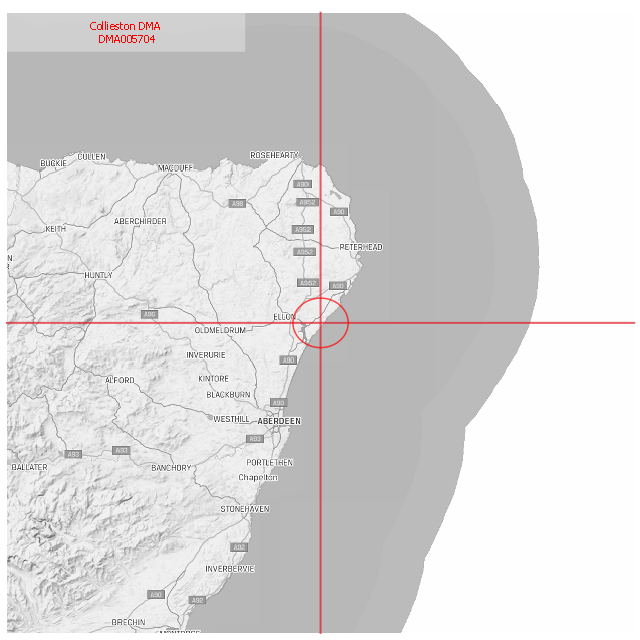 Collieston DMA
DMA005704
ROSEHEARTY
CULLEN
BUCKIE
MACDUFF
A90
A98
A952
A90
ABERCHIRDER
KEITH
A952
PETERHEAD
A952
HUNTLY
A952
A90
A96
ELLON
OLDMELDRUM
INVERURIE
A90
ALFORD
KINTORE
BLACKBURN
A90
WESTHILL
ABERDEEN
A93
A93
A93
BALLATER
BANCHORY
PORTLETHEN
Chapelton
STONEHAVEN
A92
INVERBERVIE
A90
A92
BRECHIN
MONTROSE